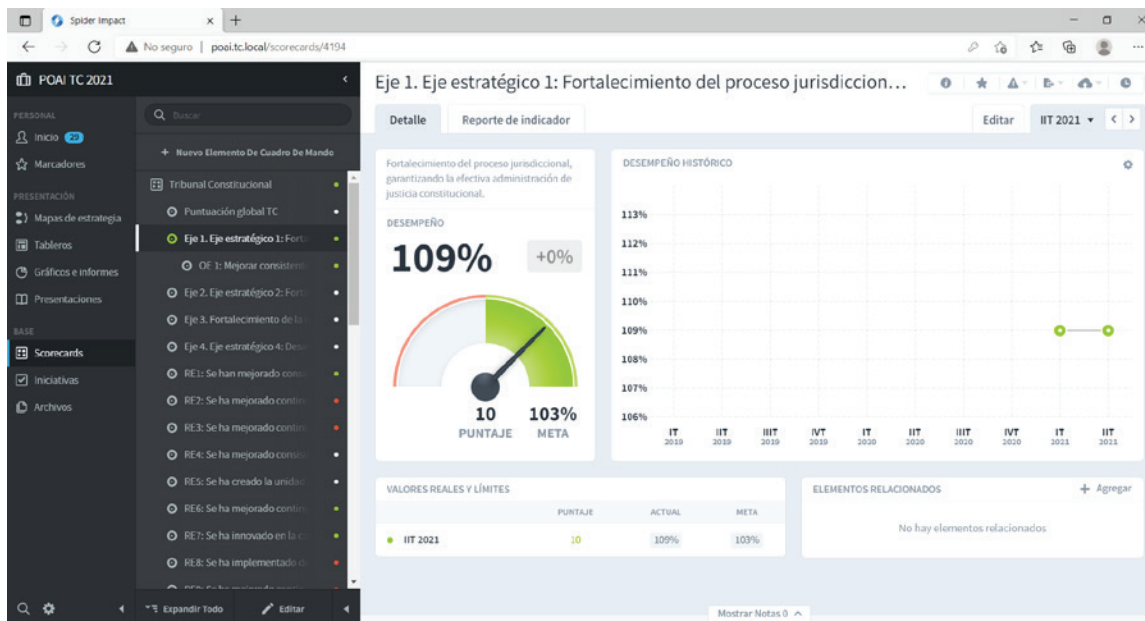 Spider Impact
No seguro | poai.tc.local/scorecards/4194
POAI TC 2021
PERSONAL
Inicio 29
Marcadores
PRESENTACIÓN
Mapas de estrategia
Tableros
Gráficos e informes
Presentaciones
BASE
Scorecards
Iniciativas
Archivos
Buscar
+ Nuevo Elemento De Cuadro De Mando
Tribunal Constitucional
Puntuación global TC
Eje 1. Eje estratégico 1: Fort
OE 1: Mejorar consistent
Eje 2. Eje estratégico 2: Fort
Eje 3. Fortalecimiento de la
Eje 4. Eje estratégico 4: Desa
RE1: Se han mejorado cons
RE2: Se ha mejorado contin
RE3: Se ha mejorado contin
RE4: Se ha mejorado consis
RE5: Se ha creado la unidad
RE6: Se ha mejorado contin
RE7: Se ha innovado en la
RE8: Se ha implementado
Expandir Todo
Editar
Eje 1. Eje estratégico 1: Fortalecimiento del proceso jurisdiccion...
Detalle
Reporte de indicador
Editar
IIT 2021
Fortalecimiento del proceso jurisdiccional,
garantizando la efectiva administración de
justicia constitucional.
DESEMPEÑO
109% +0%
10 103%
PUNTAJE META
DESEMPEÑO HISTÓRICO
113%
112%
111%
110%
109%
108%
107%
106%
IT IIT IIIT IVT IT IIT IIIT IVT IT IIT
2019 2019 2019 2019 2020 2020 2020 2020 2021 2021
VALORES REALES Y LÍMITES
PUNTAJE ACTUAL META
IIT 2021 10 109% 103%
ELEMENTOS RELACIONADOS
+ Agregar
No hay elementos relacionados
Mostrar Notas 0